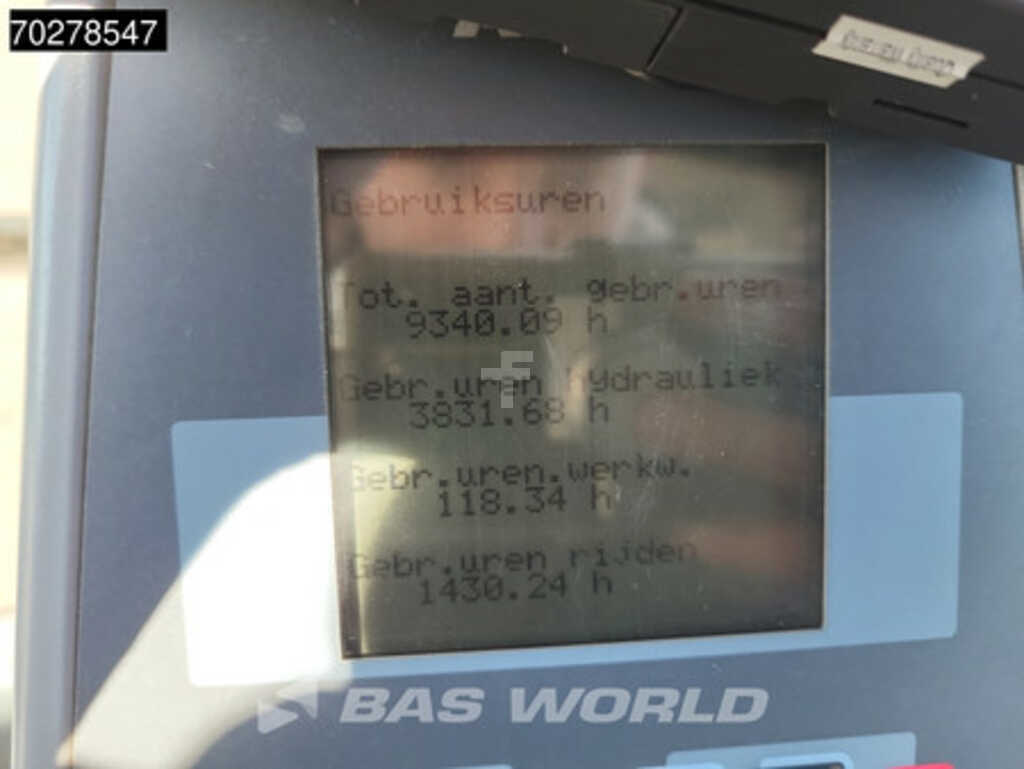 70278547
Gebruiksuren
Tot. aant. gebr.uren
9340.09 h
Gebr.uren hydrauliek
3831.68 h
Gebr.uren.werkw.
118.34 h
Gebr.uren rijden
1430.24 h
BAS WORLD